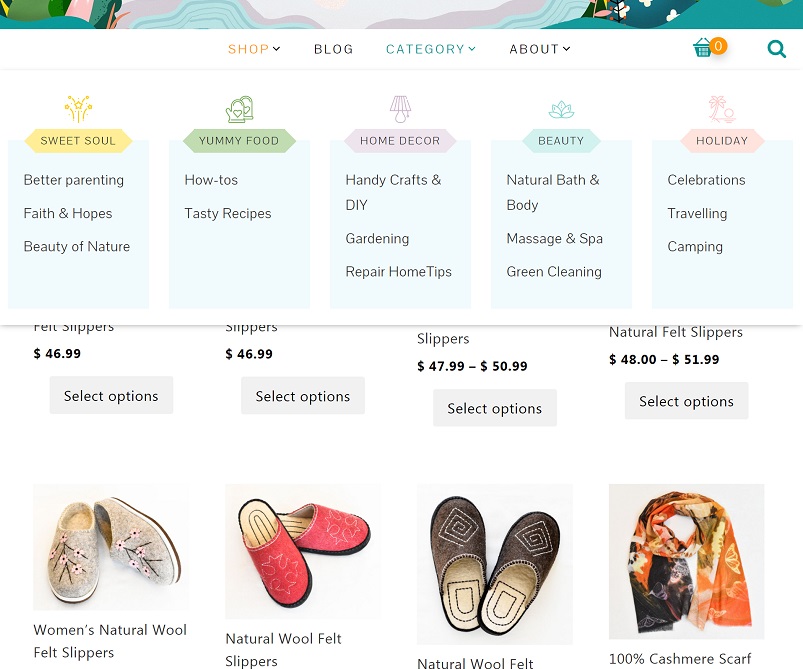 SHOP BLOG CATEGORY ABOUT 0
SWEET SOUL
Better parenting
Faith & Hopes
Beauty of Nature
YUMMY FOOD
How-tos
Tasty Recipes
HOME DECOR
Handy Crafts &
DIY
Gardening
Repair HomeTips
BEAUTY
Natural Bath &
Body
Massage & Spa
Green Cleaning
HOLIDAY
Celebrations
Travelling
Camping
Felt Slippers
$ 46.99
Select options
Slippers
$ 46.99
Select options
Slippers
$ 47.99 – $ 50.99
Select options
Natural Felt Slippers
$ 48.00 – $ 51.99
Select options
Women's Natural Wool
Felt Slippers
Natural Wool Felt
Slippers
Natural Wool Felt
100% Cashmere Scarf